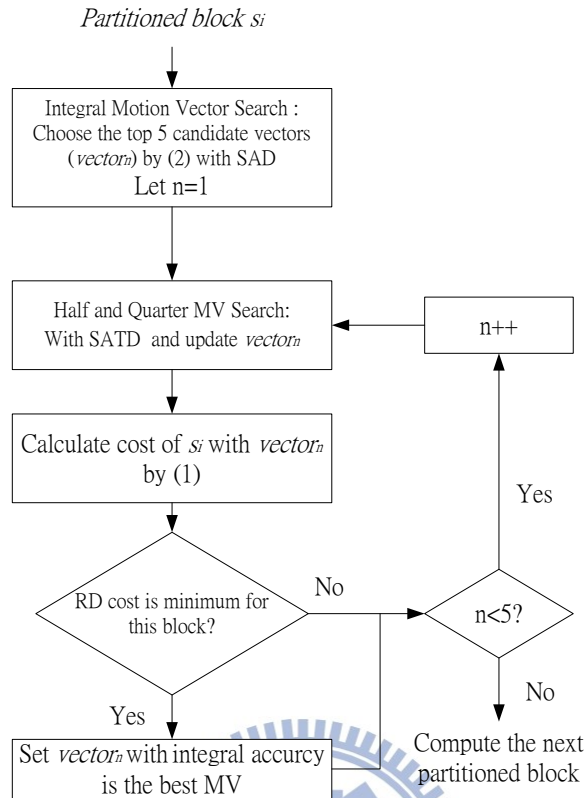 Partitioned block si
Integral Motion Vector Search :
Choose the top 5 candidate vectors
(vectorn) by (2) with SAD
Let n=1
Half and Quarter MV Search:
With SATD and update vectorn
n++
Calculate cost of si with vectorn
by (1)
Yes
RD cost is minimum for
this block?
No
n<5?
Yes
No
Set vectorn with integral accurcy
is the best MV
Compute the next
partitioned block